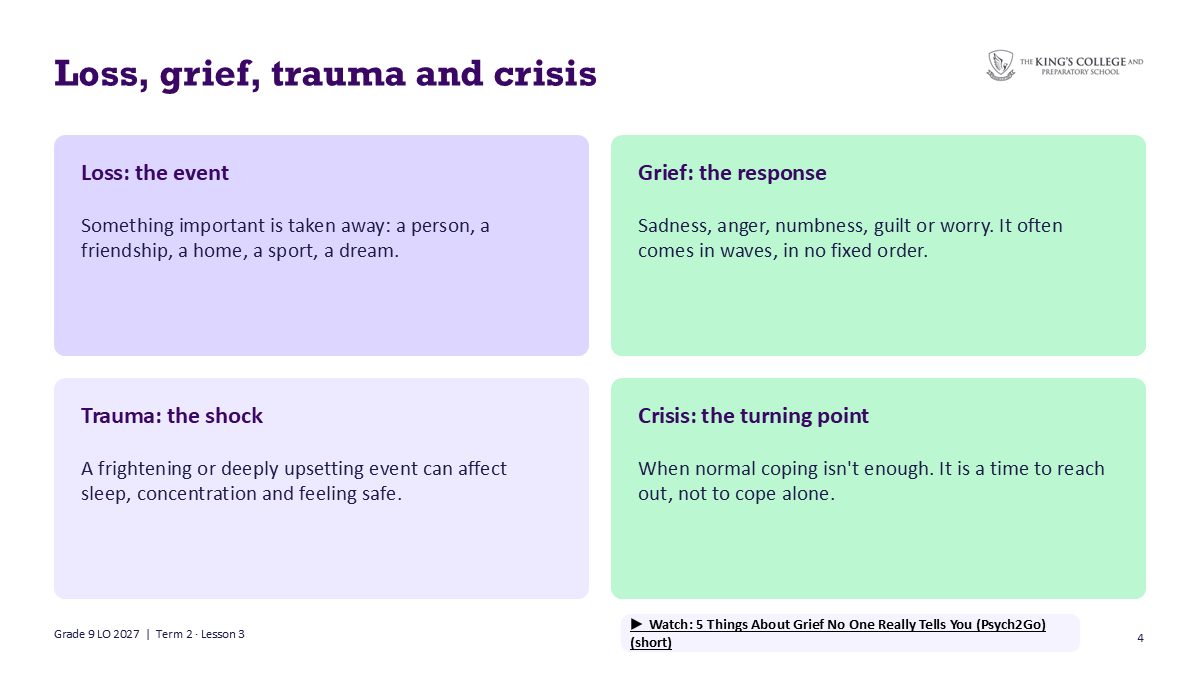 Loss, grief, trauma and crisis
THE KING'S COLLEGE AND
PREPARATORY SCHOOL
Loss: the event
Something important is taken away: a person, a
friendship, a home, a sport, a dream.
Grief: the response
Sadness, anger, numbness, guilt or worry. It often
comes in waves, in no fixed order.
Trauma: the shock
A frightening or deeply upsetting event can affect
sleep, concentration and feeling safe.
Crisis: the turning point
When normal coping isn't enough. It is a time to reach
out, not to cope alone.
Grade 9 LO 2027 | Term 2 · Lesson 3
▶ Watch: 5 Things About Grief No One Really Tells You (Psych2Go)
(short)
4